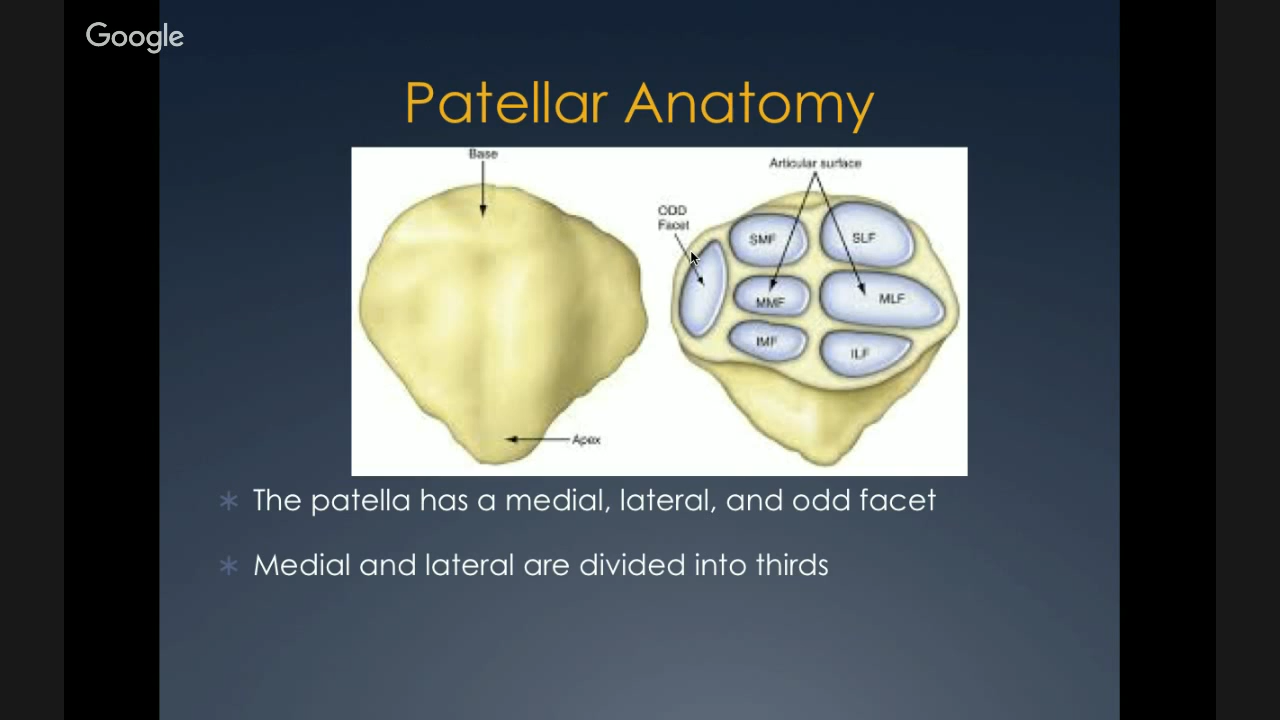 Google
Patellar Anatomy
Base
Articular surface
ODD
Facet
SMF
SLF
MMF
MLF
IMF
ILF
Apex
The patella has a medial, lateral, and odd facet
Medial and lateral are divided into thirds